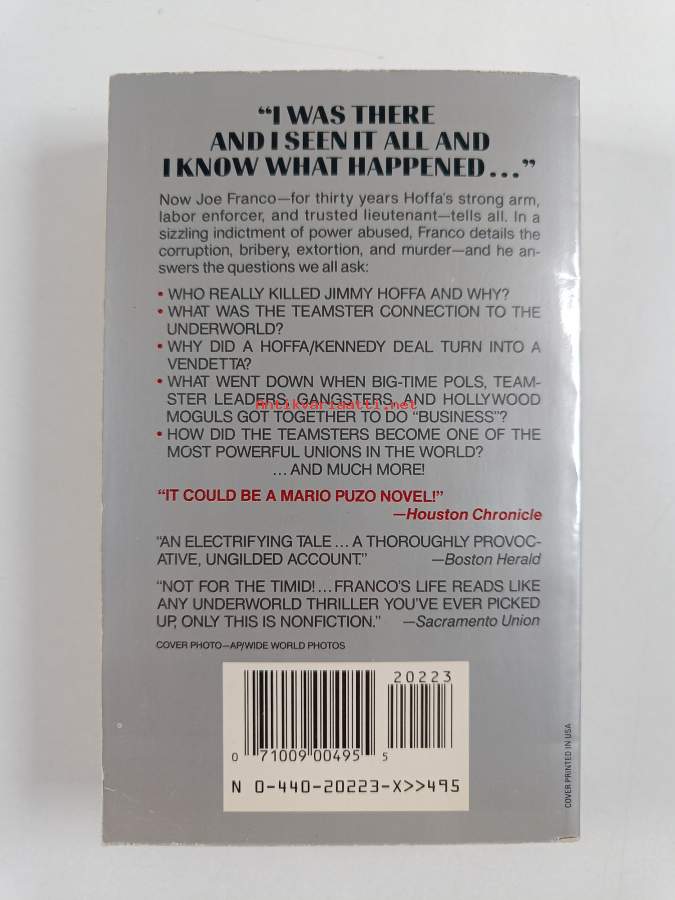 “I WAS THERE
AND I SEEN IT ALL AND
I KNOW WHAT HAPPENED...”
Now Joe Franco—for thirty years Hoffa's strong arm,
labor enforcer, and trusted lieutenant—tells all. In a
sizzling indictment of power abused, Franco details the
corruption, bribery, extortion, and murder—and he an-
swers the questions we all ask:
• WHO REALLY KILLED JIMMY HOFFA AND WHY?
• WHAT WAS THE TEAMSTER CONNECTION TO THE
UNDERWORLD?
• WHY DID A HOFFA/KENNEDY DEAL TURN INTO A
VENDETTA?
• WHAT WENT DOWN WHEN BIG-TIME POLS, TEAM-
STER LEADERS, GANGSTERS, AND HOLLYWOOD
Antikvariaatti.net
MOGULS GOT TOGETHER TO DO “BUSINESS”?
• HOW DID THE TEAMSTERS BECOME ONE OF THE
MOST POWERFUL UNIONS IN THE WORLD?
...AND MUCH MORE!
“IT COULD BE A MARIO PUZO NOVEL!”
—Houston Chronicle
“AN ELECTRIFYING TALE...A THOROUGHLY PROVOC-
ATIVE, UNGILDED ACCOUNT.” —Boston Herald
“NOT FOR THE TIMID!...FRANCO'S LIFE READS LIKE
ANY UNDERWORLD THRILLER YOU'VE EVER PICKED
UP, ONLY THIS IS NONFICTION.” —Sacramento Union
COVER PHOTO—AP/WIDE WORLD PHOTOS
20223
0 71009 00495 5
N 0-440-20223-X>>495
COVER PRINTED IN USA